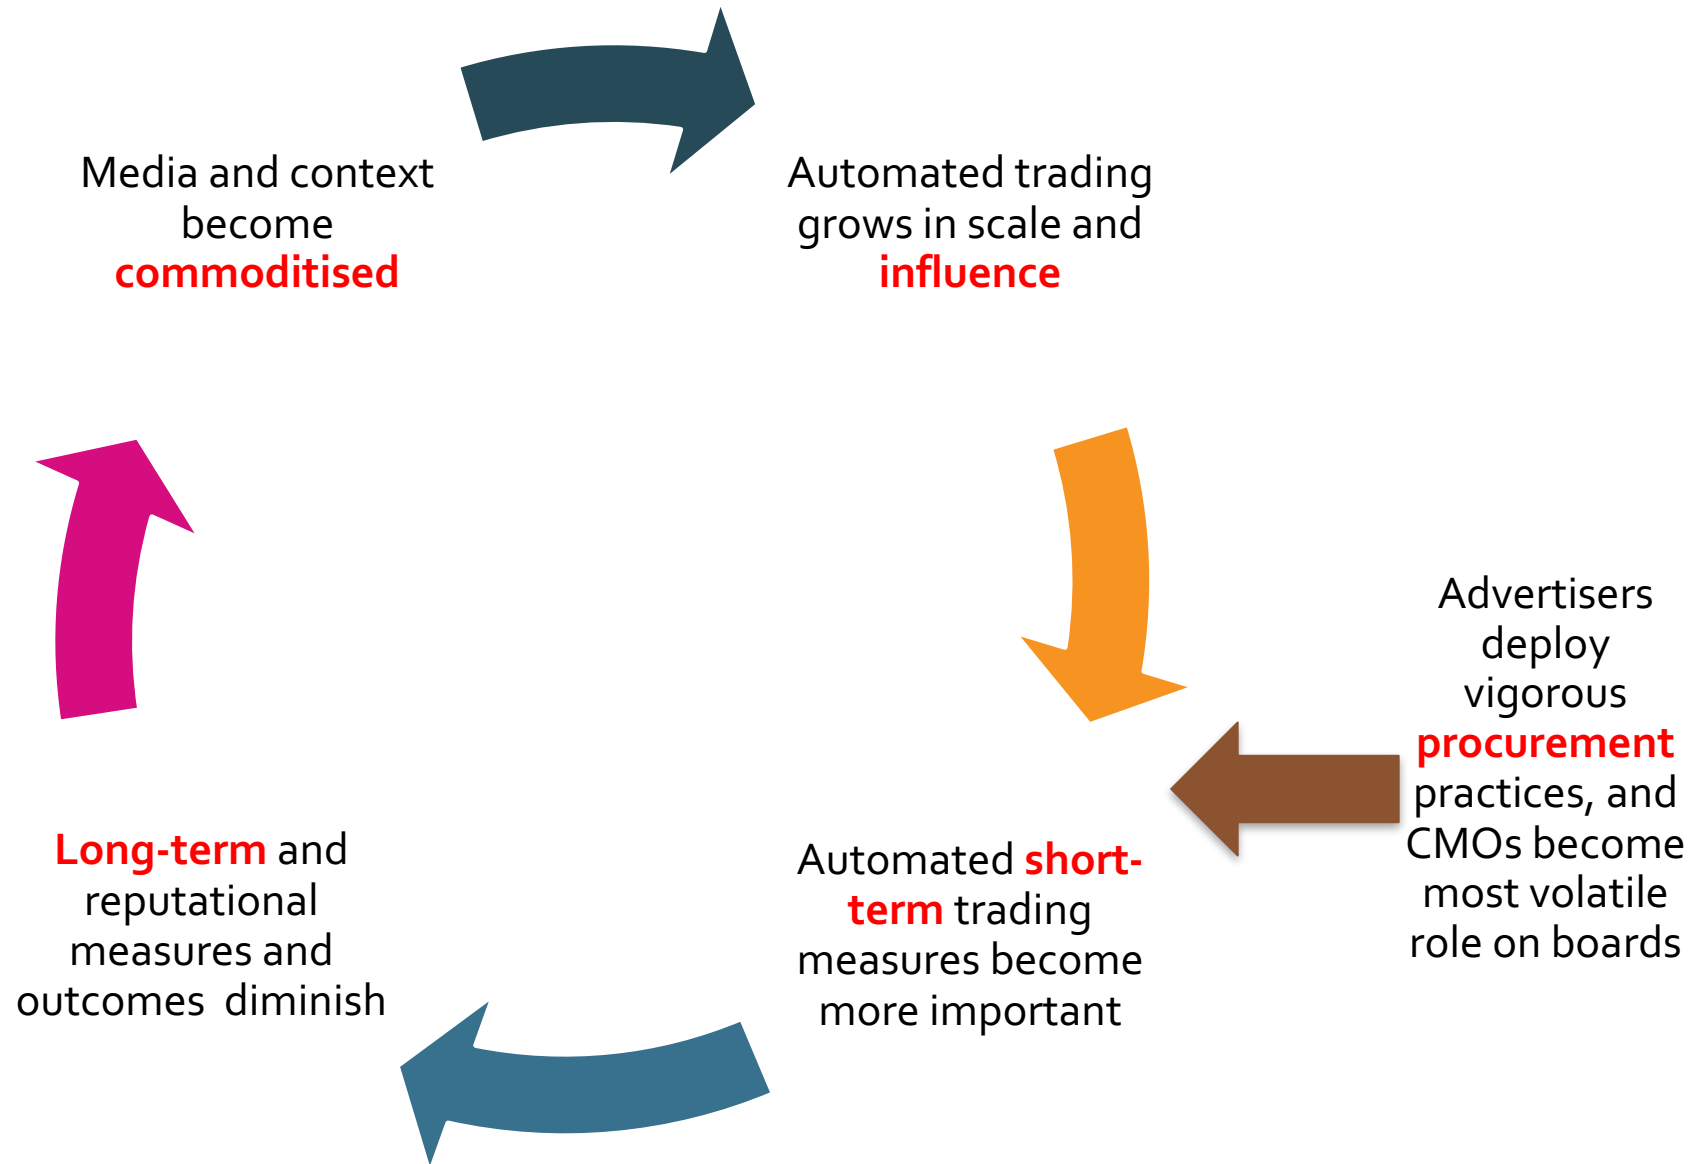 Media and context
become
commoditised
Automated trading
grows in scale and
influence
Advertisers
deploy
vigorous
procurement
practices, and
CMOs become
most volatile
role on boards
Automated short-
term trading
measures become
more important
Long-term and
reputational
measures and
outcomes  diminish